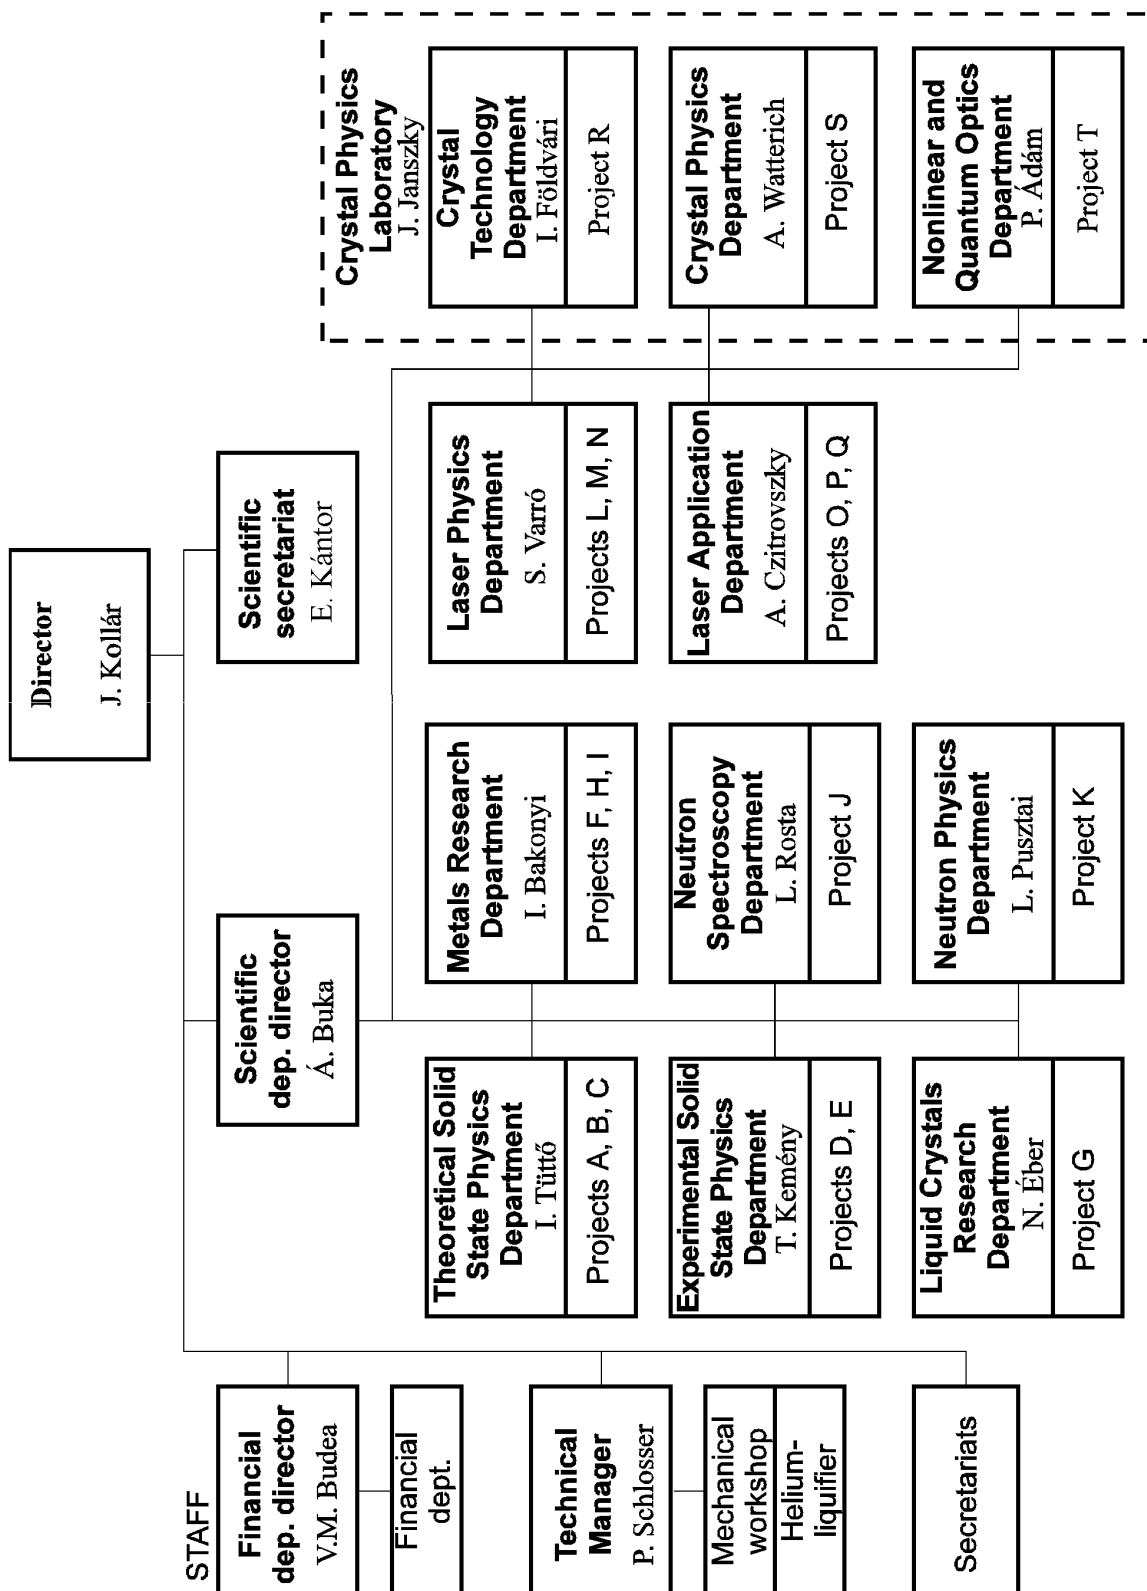 Director
J. Kollár
STAFF
Financial
dep. director
V.M. Budea
Financial
dept.
Technical
Manager
P. Schlosser
Mechanical
workshop
Helium-
liquifier
Secretariats
Scientific
dep. director
Á. Buka
Scientific
secretariat
E. Kántor
Theoretical Solid
State Physics
Department
I. Tüttő
Projects A, B, C
Metals Research
Department
I. Bakonyi
Projects F, H, I
Experimental Solid
State Physics
Department
T. Kemény
Projects D, E
Neutron
Spectroscopy
Department
L. Rosta
Project J
Liquid Crystals
Research
Department
N. Éber
Project G
Neutron Physics
Department
L. Pusztai
Project K
Laser Physics
Department
S. Varró
Projects L, M, N
Laser Application
Department
A. Czitrovszky
Projects O, P, Q
Crystal Physics
Laboratory
J. Janszky
Crystal
Technology
Department
I. Földvári
Project R
Crystal Physics
Department
A. Watterich
Project S
Nonlinear and
Quantum Optics
Department
P. Ádám
Project T